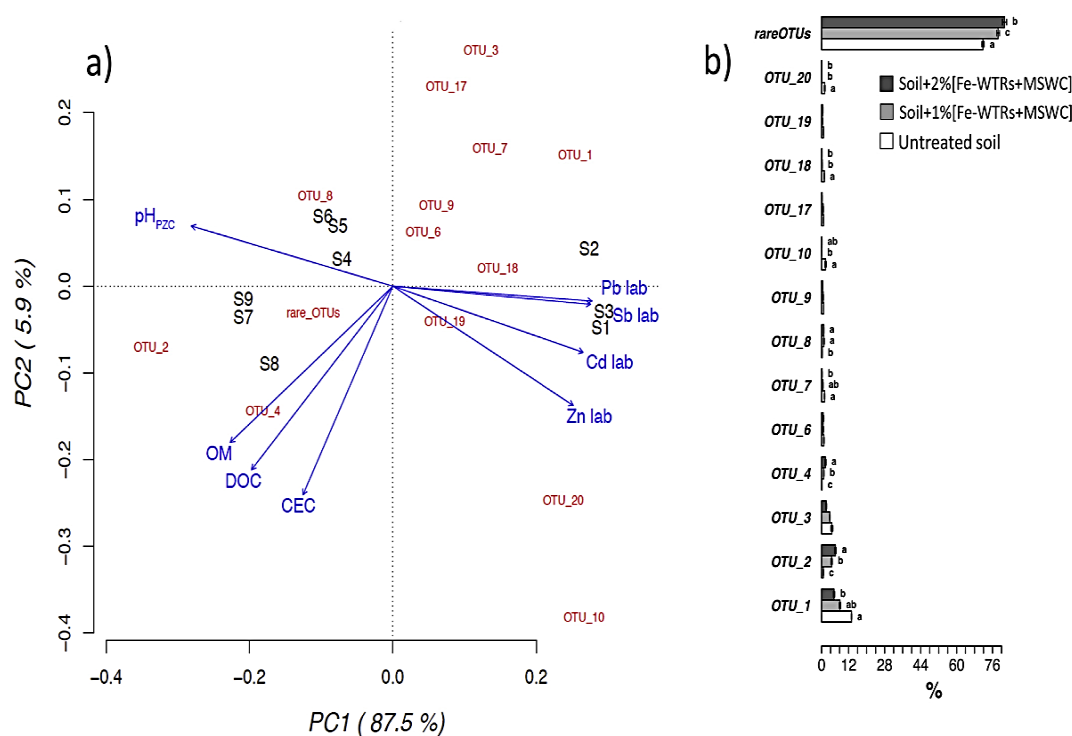 a)
OTU_3
OTU_17
OTU_7
OTU_1
OTU_8
OTU_9
OTU_6
OTU_18
S6
S5
S4
S2
pH_PZC
Pb lab
Sb lab
S3
S1
S9
S7
S8
rare_OTUs
OTU_19
OTU_2
Cd lab
Zn lab
OTU_4
OM
DOC
CEC
OTU_20
OTU_10
PC2 ( 5.9 %)
0.2
0.1
0.0
−0.1
−0.2
−0.3
−0.4
−0.4
−0.2
0.0
0.2
PC1 ( 87.5 %)
b)
Soil+2%[Fe-WTRs+MSWC]
Soil+1%[Fe-WTRs+MSWC]
Untreated soil
rareOTUs
b
c
a
OTU_20
b
b
a
OTU_19
OTU_18
b
b
a
OTU_17
OTU_10
ab
b
a
OTU_9
OTU_8
a
a
b
OTU_7
b
ab
a
OTU_6
OTU_4
a
b
c
OTU_3
OTU_2
a
b
c
OTU_1
b
ab
a
0 12 28 44 60 76
%